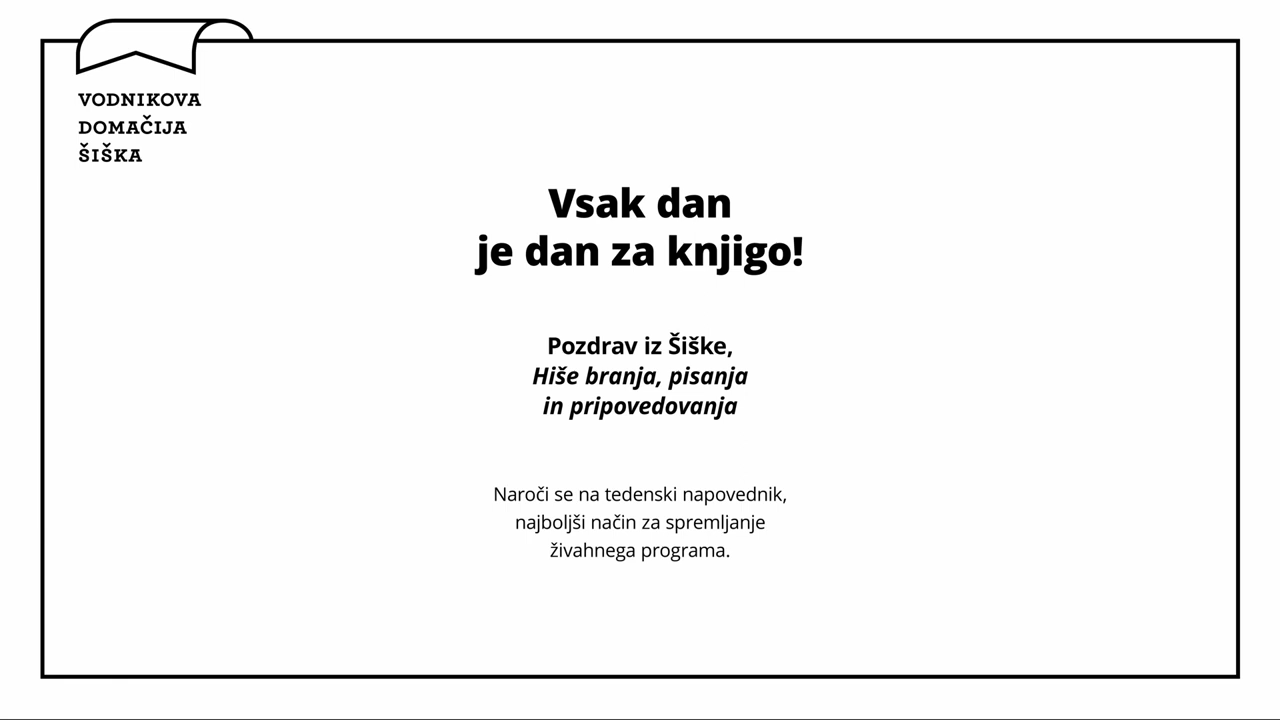 VODNIKOVA
DOMAČIJA
ŠIŠKA
Vsak dan
je dan za knjigo!
Pozdrav iz Šiške,
Hiše branja, pisanja
in pripovedovanja
Naroči se na tedenski napovednik,
najboljši način za spremljanje
živahnega programa.